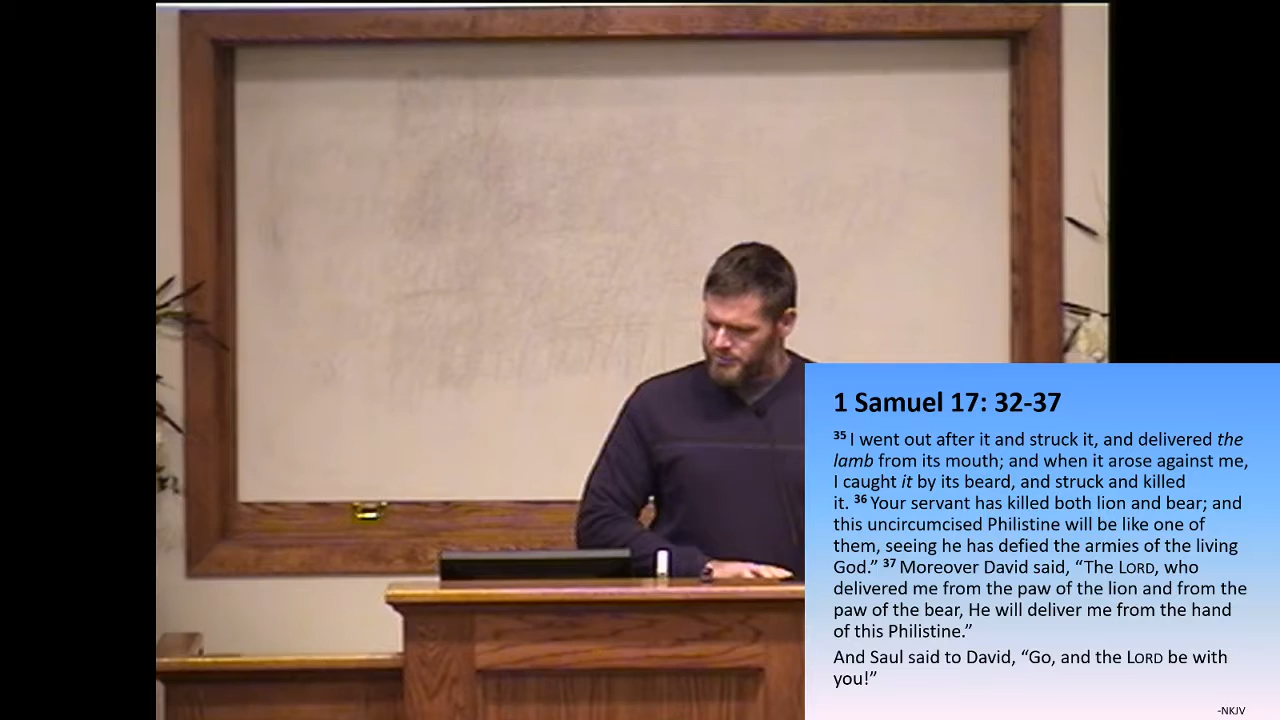 1 Samuel 17: 32-37
35 I went out after it and struck it, and delivered the
lamb from its mouth; and when it arose against me,
I caught it by its beard, and struck and killed
it. 36 Your servant has killed both lion and bear; and
this uncircumcised Philistine will be like one of
them, seeing he has defied the armies of the living
God.” 37 Moreover David said, “The LORD, who
delivered me from the paw of the lion and from the
paw of the bear, He will deliver me from the hand
of this Philistine.”
And Saul said to David, “Go, and the LORD be with
you!”
-NKJV